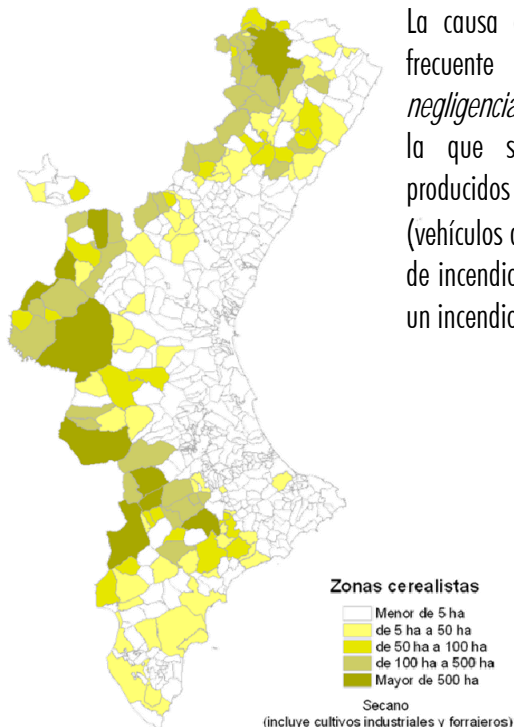 La causa
frecuente
negligencia
la que s
producidos
(vehículos
de incendio
un incendio
Zonas cerealistas
Menor de 5 ha
de 5 ha a 50 ha
de 50 ha a 100 ha
de 100 ha a 500 ha
Mayor de 500 ha
Secano
(incluye cultivos industriales y forrajeros)